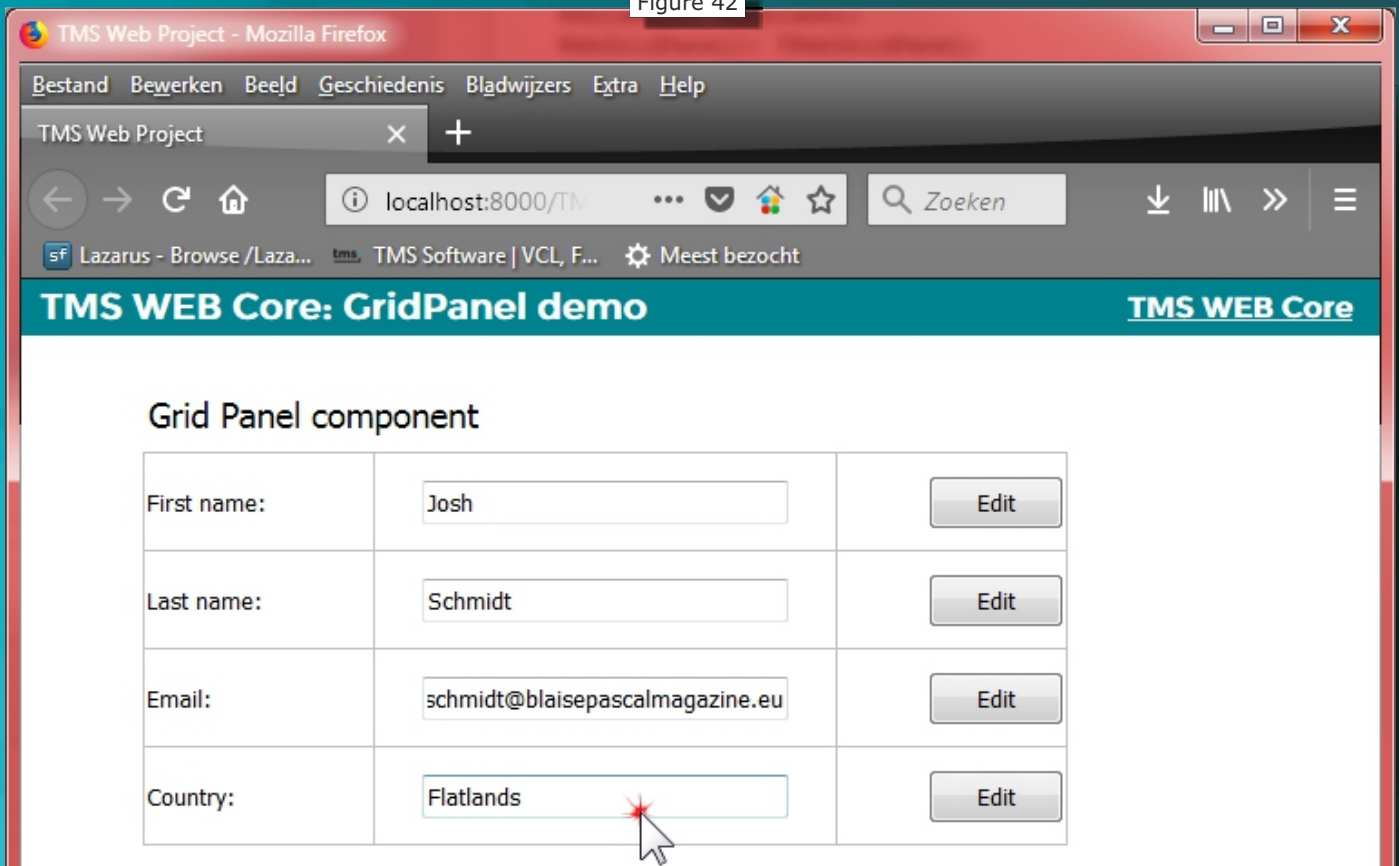 Figure 42
TMS Web Project - Mozilla Firefox
Bestand Bewerken Beeld Geschiedenis Bladwijzers Extra Help
TMS Web Project
localhost:8000/TM Zoeken
sf Lazarus - Browse /Laza... tms TMS Software | VCL, F... Meest bezocht
TMS WEB Core: GridPanel demo TMS WEB Core
Grid Panel component
First name: Josh Edit
Last name: Schmidt Edit
Email: schmidt@blaisepascalmagazine.eu Edit
Country: Flatlands Edit